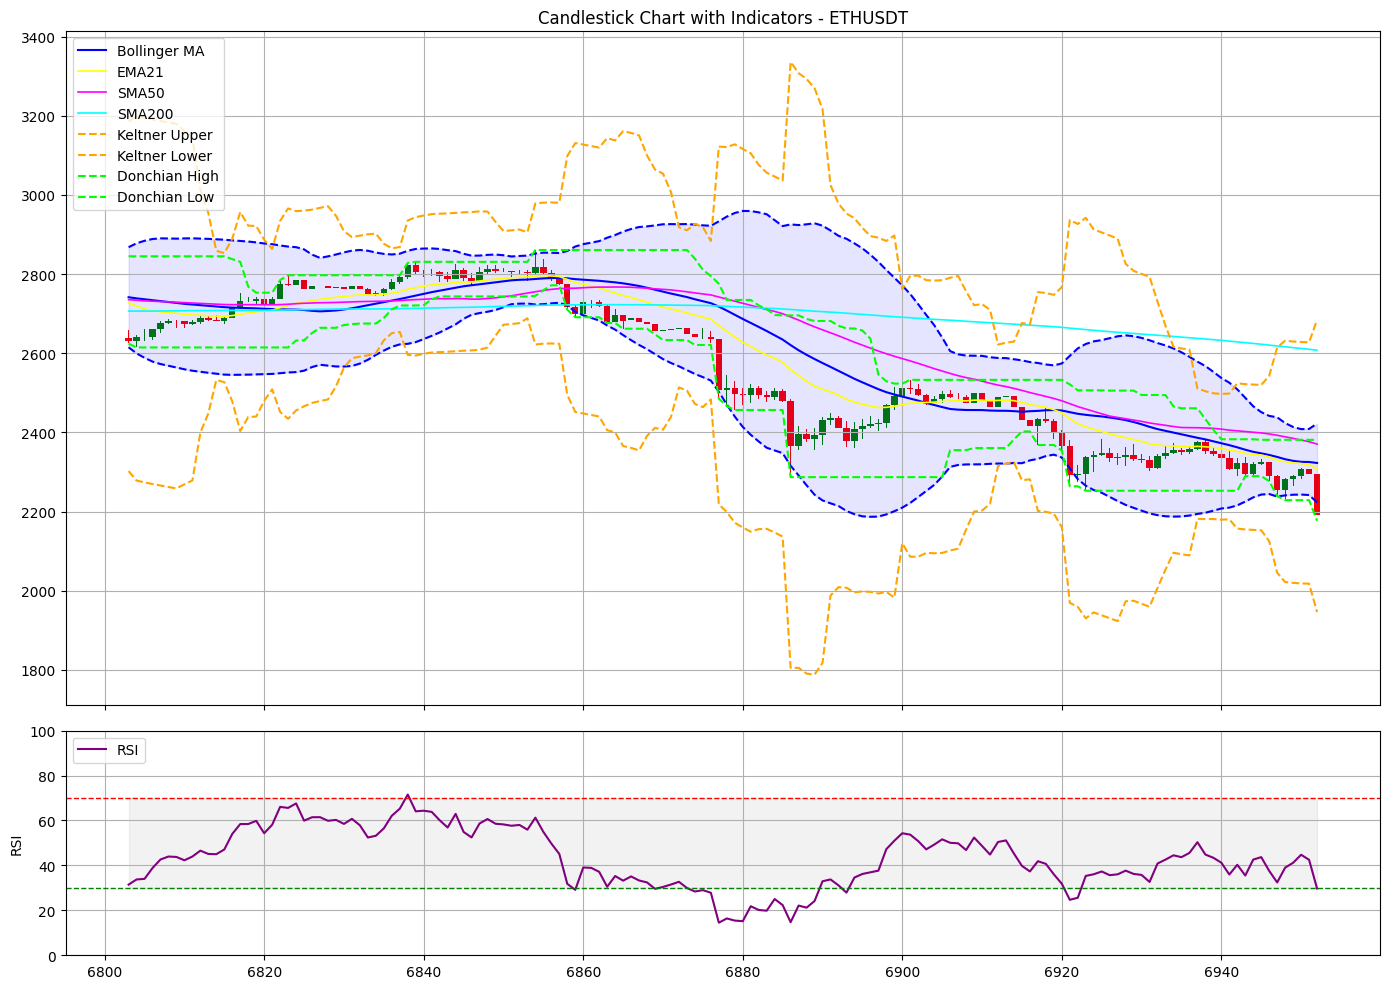 Candlestick Chart with Indicators - ETHUSDT
3400
3200
3000
2800
2600
2400
2200
2000
1800
Bollinger MA
EMA21
SMA50
SMA200
Keltner Upper
Keltner Lower
Donchian High
Donchian Low
RSI
100
80
60
40
20
0
RSI
6800
6820
6840
6860
6880
6900
6920
6940